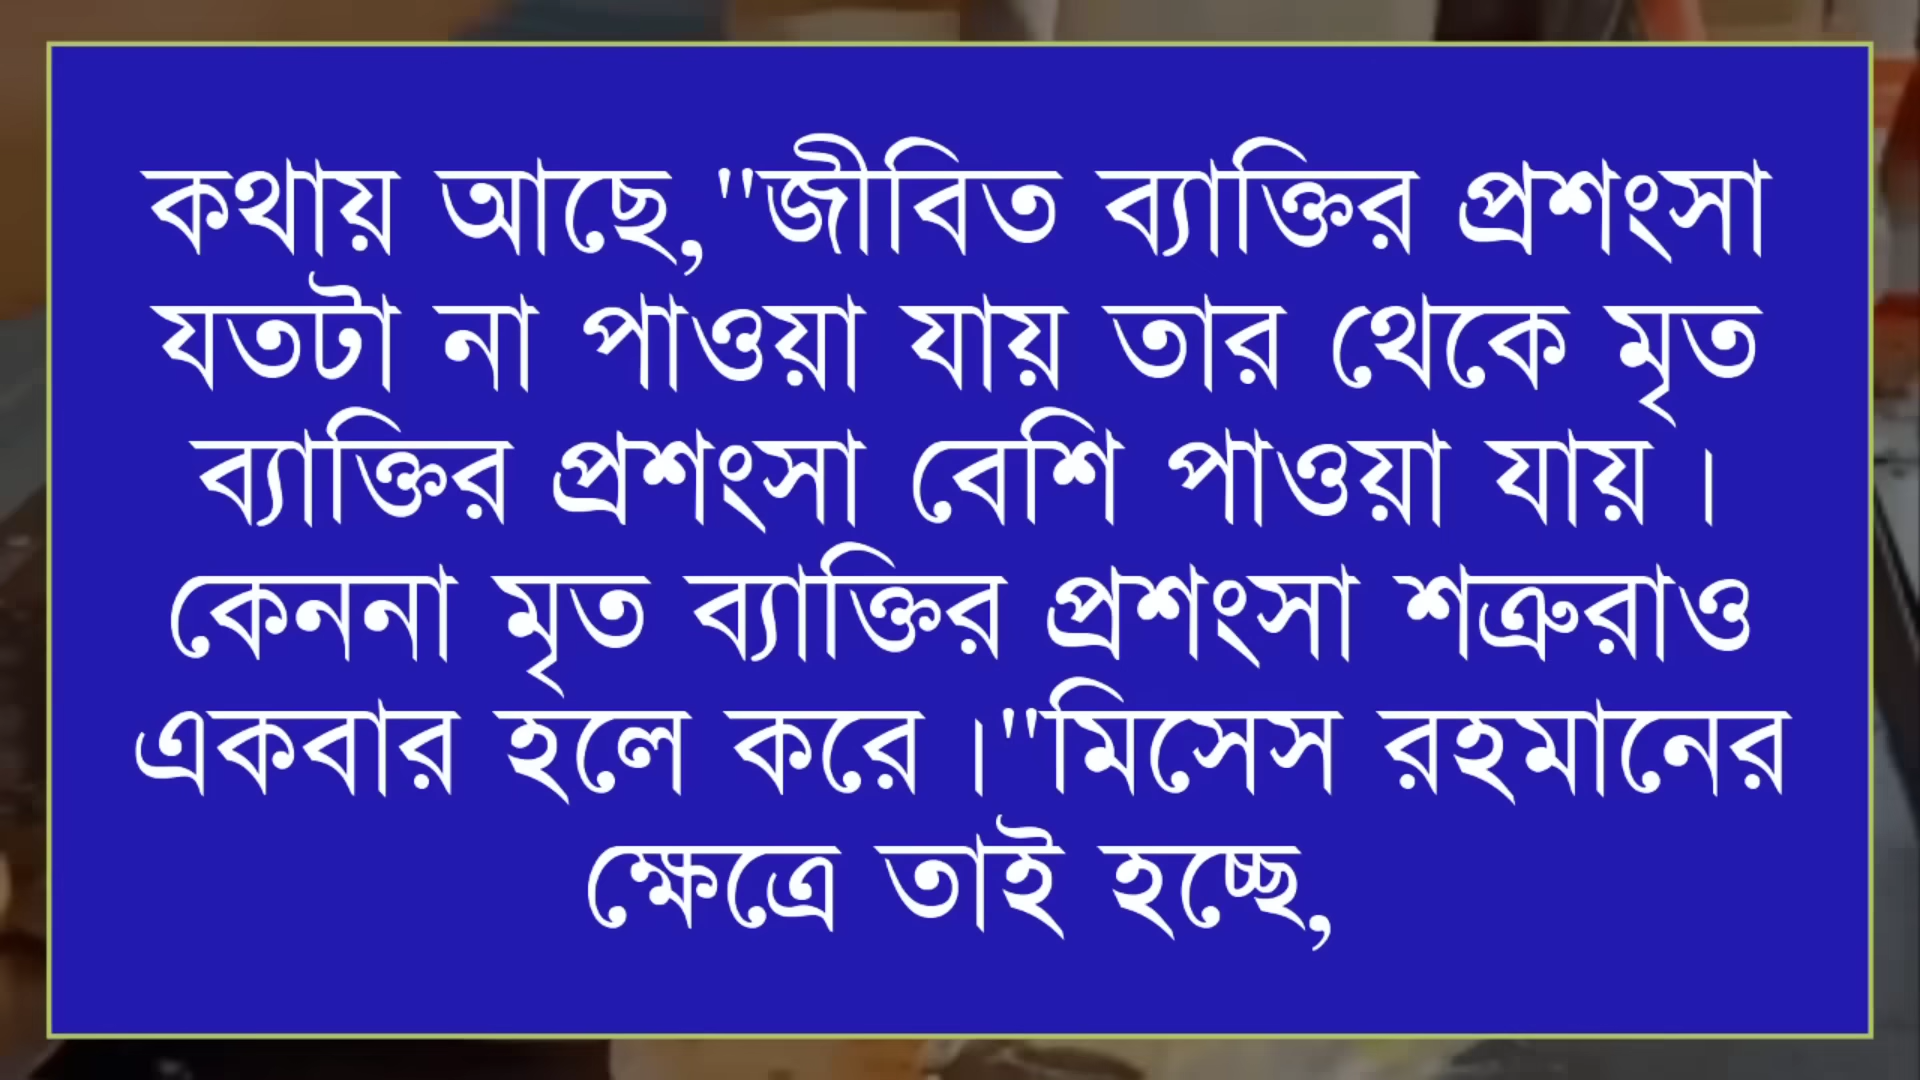 কথায় আছে,"জীবিত ব্যাক্তির প্রশংসা
যতটা না পাওয়া যায় তার থেকে মৃত
ব্যাক্তির প্রশংসা বেশি পাওয়া যায় ।
কেননা মৃত ব্যাক্তির প্রশংসা শত্রুরাও
একবার হলে করে ।"মিসেস রহমানের
ক্ষেত্রে তাই হচ্ছে,